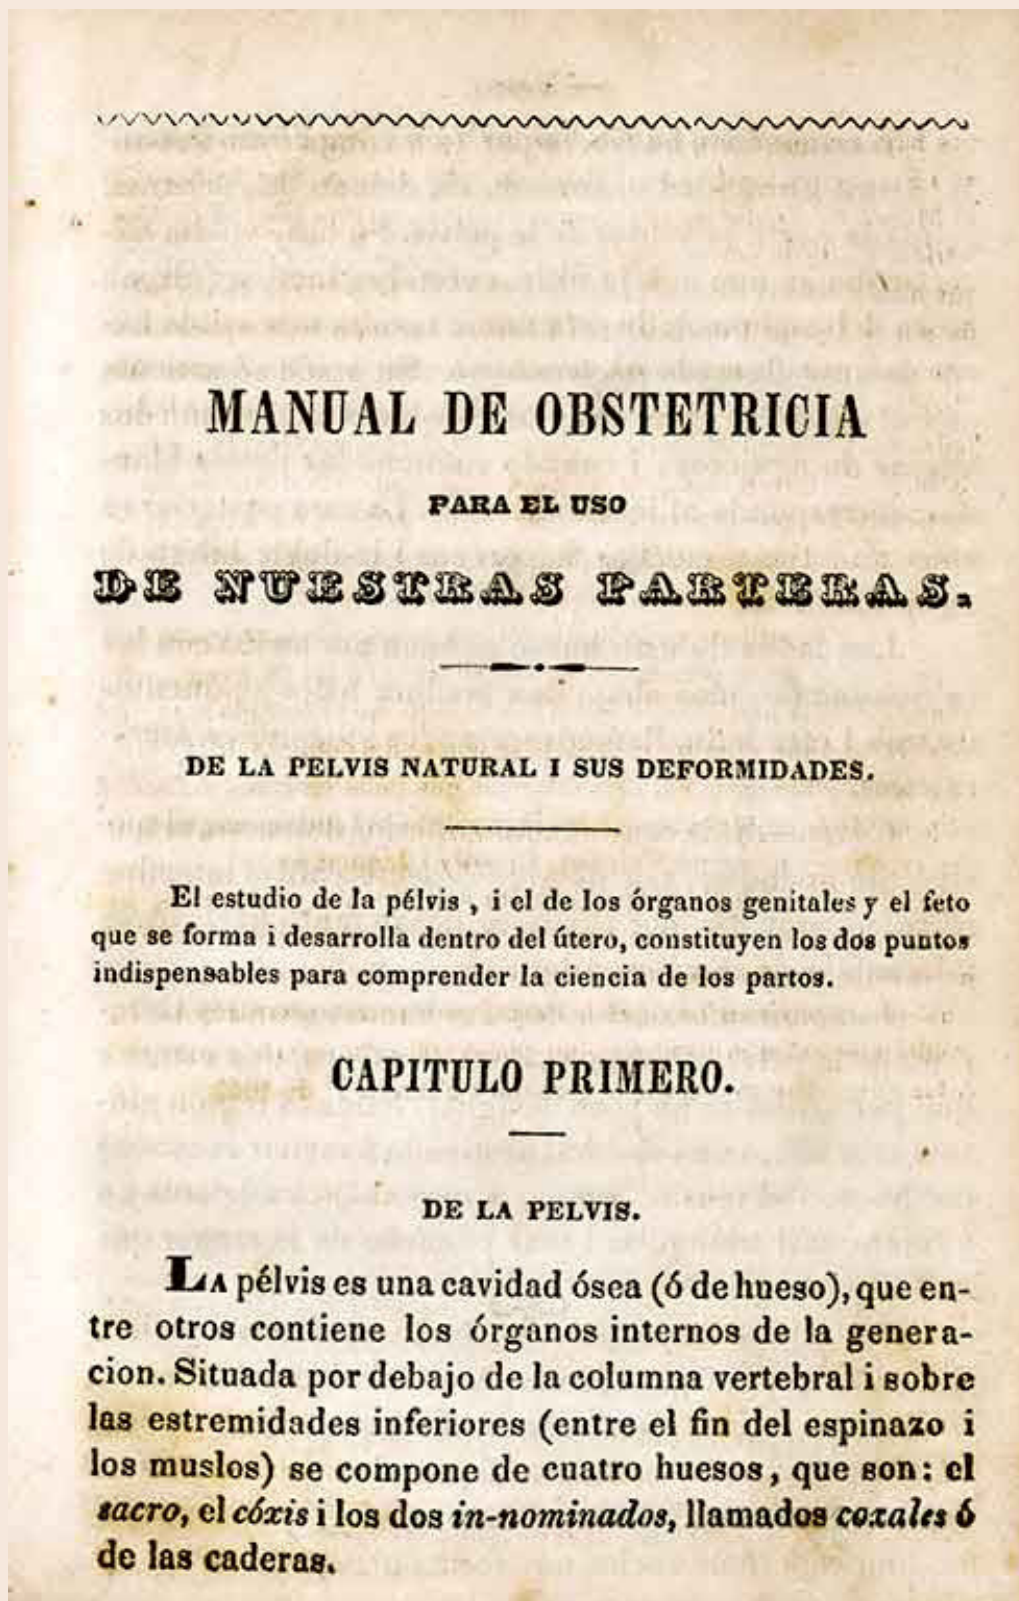 MANUAL DE OBSTETRICIA
PARA EL USO
DE NUESTRAS PARTERAS.
DE LA PELVIS NATURAL I SUS DEFORMIDADES.
El estudio de la pélvis , i el de los órganos genitales y el feto
que se forma i desarrolla dentro del útero, constituyen los dos puntos
indispensables para comprender la ciencia de los partos.
CAPITULO PRIMERO.
DE LA PELVIS.
LA pélvis es una cavidad ósea (ó de hueso), que en-
tre otros contiene los órganos internos de la genera-
cion. Situada por debajo de la columna vertebral i sobre
las estremidades inferiores (entre el fin del espinazo i
los muslos) se compone de cuatro huesos, que son: el
sacro, el cóxis i los dos in-nominados, llamados coxales ó
de las caderas.